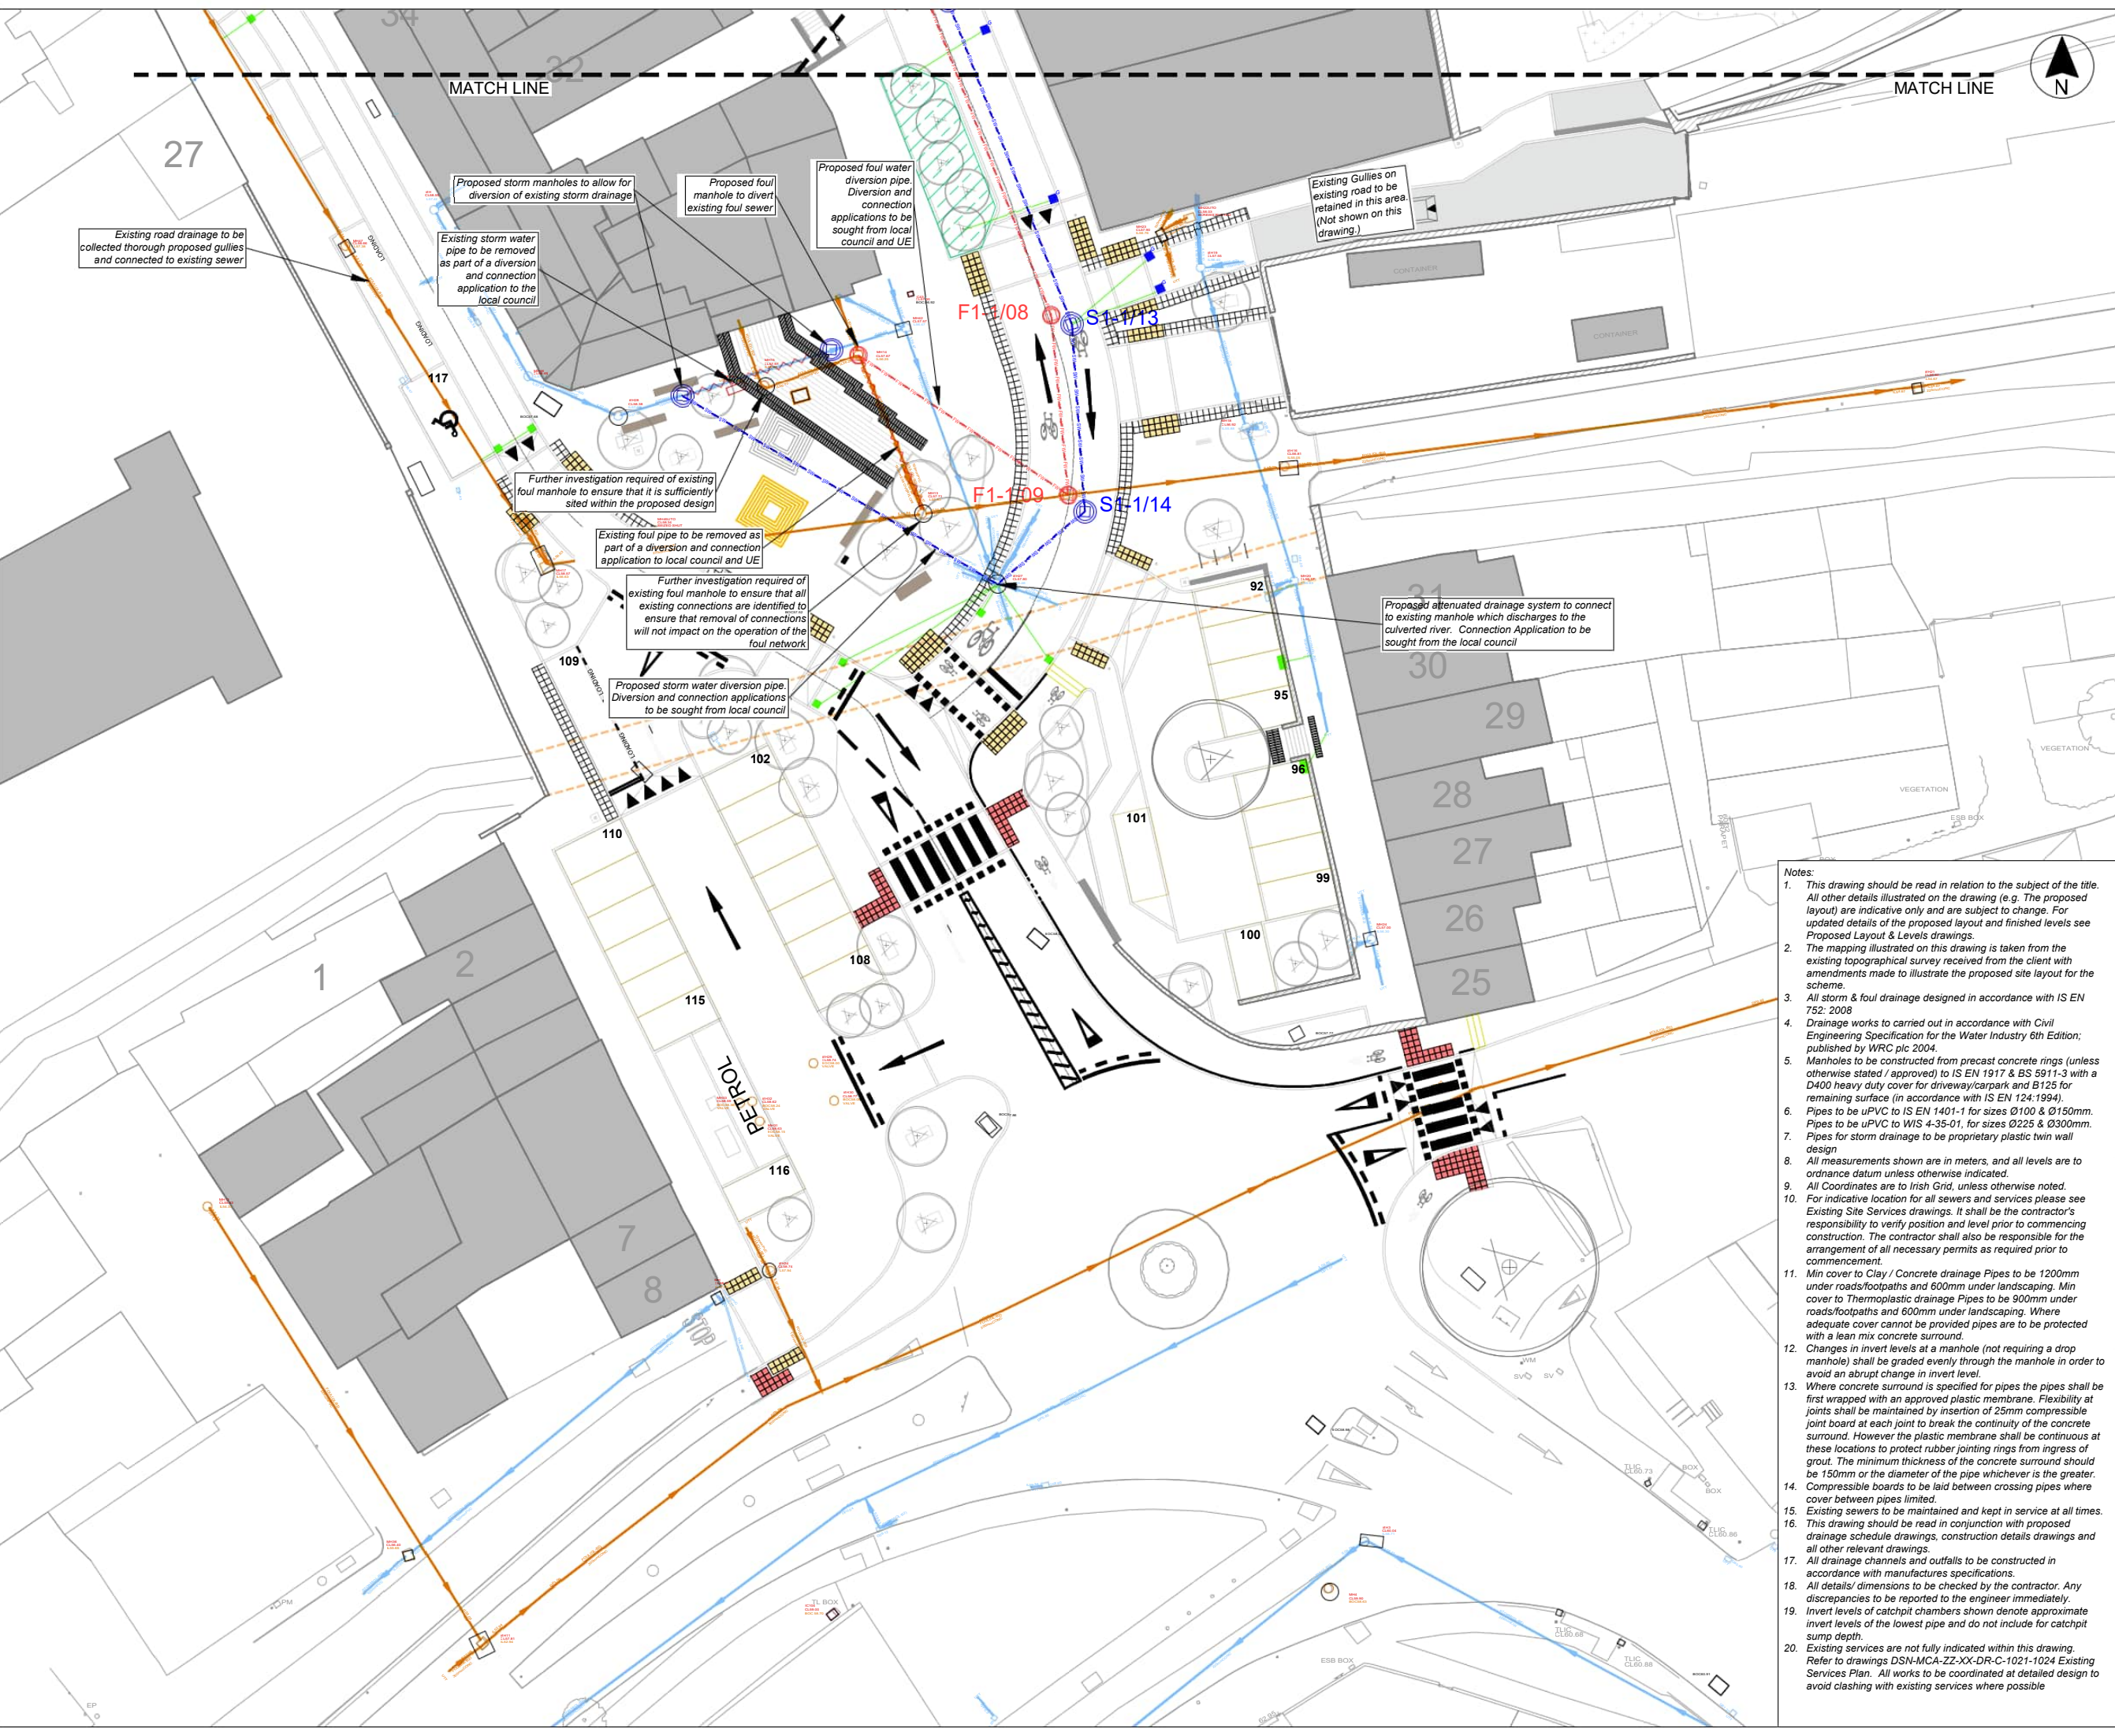 34
32
MATCH LINE
MATCH LINE
N
27
Proposed storm manholes to allow for
diversion of existing storm drainage
Proposed foul
manhole to divert
existing foul sewer
Proposed foul water
diversion pipe.
Diversion and
connection
applications to be
sought from local
council and UE
Existing Gullies on
existing road to be
retained in this area.
(Not shown on this
drawing.)
Existing road drainage to be
collected thorough proposed gullies
and connected to existing sewer
Existing storm water
pipe to be removed
as part of a diversion
and connection
application to the
local council
LOADING
LOADING
CONTAINER
CONTAINER
F1-1/08
S1-1/13
117
Further investigation required of existing
foul manhole to ensure that it is sufficiently
sited within the proposed design
F1-1/09
S1-1/14
Existing foul pipe to be removed as
part of a diversion and connection
application to local council and UE
Further investigation required of
existing foul manhole to ensure that all
existing connections are identified to
ensure that removal of connections
will not impact on the operation of the
foul network
Proposed storm water diversion pipe.
Diversion and connection applications
to be sought from local council
Proposed attenuated drainage system to connect
to existing manhole which discharges to the
culverted river. Connection Application to be
sought from the local council
92
31
30
29
28
27
26
25
109
LOADING
LOADING
95
96
102
101
110
99
100
108
115
VEGETATION
VEGETATION
ESB BOX
1
2
7
8
PETROL
116
STOP
WM
SV
SV
TLIC
CL60.73
BOX
BOX
TLIC
CL60.86
TLIC
CL60.68
TLIC
CL60.88
PM
TL BOX
ESB BOX
EP
Notes:
1. This drawing should be read in relation to the subject of the title.
All other details illustrated on the drawing (e.g. The proposed
layout) are indicative only and are subject to change. For
updated details of the proposed layout and finished levels see
Proposed Layout & Levels drawings.
2. The mapping illustrated on this drawing is taken from the
existing topographical survey received from the client with
amendments made to illustrate the proposed site layout for the
scheme.
3. All storm & foul drainage designed in accordance with IS EN
752: 2008
4. Drainage works to carried out in accordance with Civil
Engineering Specification for the Water Industry 6th Edition;
published by WRC plc 2004.
5. Manholes to be constructed from precast concrete rings (unless
otherwise stated / approved) to IS EN 1917 & BS 5911-3 with a
D400 heavy duty cover for driveway/carpark and B125 for
remaining surface (in accordance with IS EN 124:1994).
6. Pipes to be uPVC to IS EN 1401-1 for sizes Ø100 & Ø150mm.
Pipes to be uPVC to WIS 4-35-01, for sizes Ø225 & Ø300mm.
7. Pipes for storm drainage to be proprietary plastic twin wall
design
8. All measurements shown are in meters, and all levels are to
ordnance datum unless otherwise indicated.
9. All Coordinates are to Irish Grid, unless otherwise noted.
10. For indicative location for all sewers and services please see
Existing Site Services drawings. It shall be the contractor's
responsibility to verify position and level prior to commencing
construction. The contractor shall also be responsible for the
arrangement of all necessary permits as required prior to
commencement.
11. Min cover to Clay / Concrete drainage Pipes to be 1200mm
under roads/footpaths and 600mm under landscaping. Min
cover to Thermoplastic drainage Pipes to be 900mm under
roads/footpaths and 600mm under landscaping. Where
adequate cover cannot be provided pipes are to be protected
with a lean mix concrete surround.
12. Changes in invert levels at a manhole (not requiring a drop
manhole) shall be graded evenly through the manhole in order to
avoid an abrupt change in invert level.
13. Where concrete surround is specified for pipes the pipes shall be
first wrapped with an approved plastic membrane. Flexibility at
joints shall be maintained by insertion of 25mm compressible
joint board at each joint to break the continuity of the concrete
surround. However the plastic membrane shall be continuous at
these locations to protect rubber jointing rings from ingress of
grout. The minimum thickness of the concrete surround should
be 150mm or the diameter of the pipe whichever is the greater.
14. Compressible boards to be laid between crossing pipes where
cover between pipes limited.
15. Existing sewers to be maintained and kept in service at all times.
16. This drawing should be read in conjunction with proposed
drainage schedule drawings, construction details drawings and
all other relevant drawings.
17. All drainage channels and outfalls to be constructed in
accordance with manufactures specifications.
18. All details/ dimensions to be checked by the contractor. Any
discrepancies to be reported to the engineer immediately.
19. Invert levels of catchpit chambers shown denote approximate
invert levels of the lowest pipe and do not include for catchpit
sump depth.
20. Existing services are not fully indicated within this drawing.
Refer to drawings DSN-MCA-ZZ-XX-DR-C-1021-1024 Existing
Services Plan. All works to be coordinated at detailed design to
avoid clashing with existing services where possible